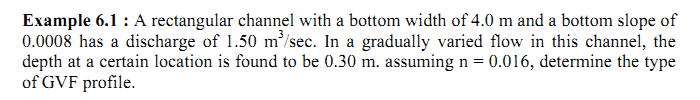 Example 6.1 : A rectangular channel with a bottom width of 4.0 m and a bottom slope of
0.0008 has a discharge of 1.50 m³/sec. In a gradually varied flow in this channel, the
depth at a certain location is found to be 0.30 m. assuming n = 0.016, determine the type
of GVF profile.